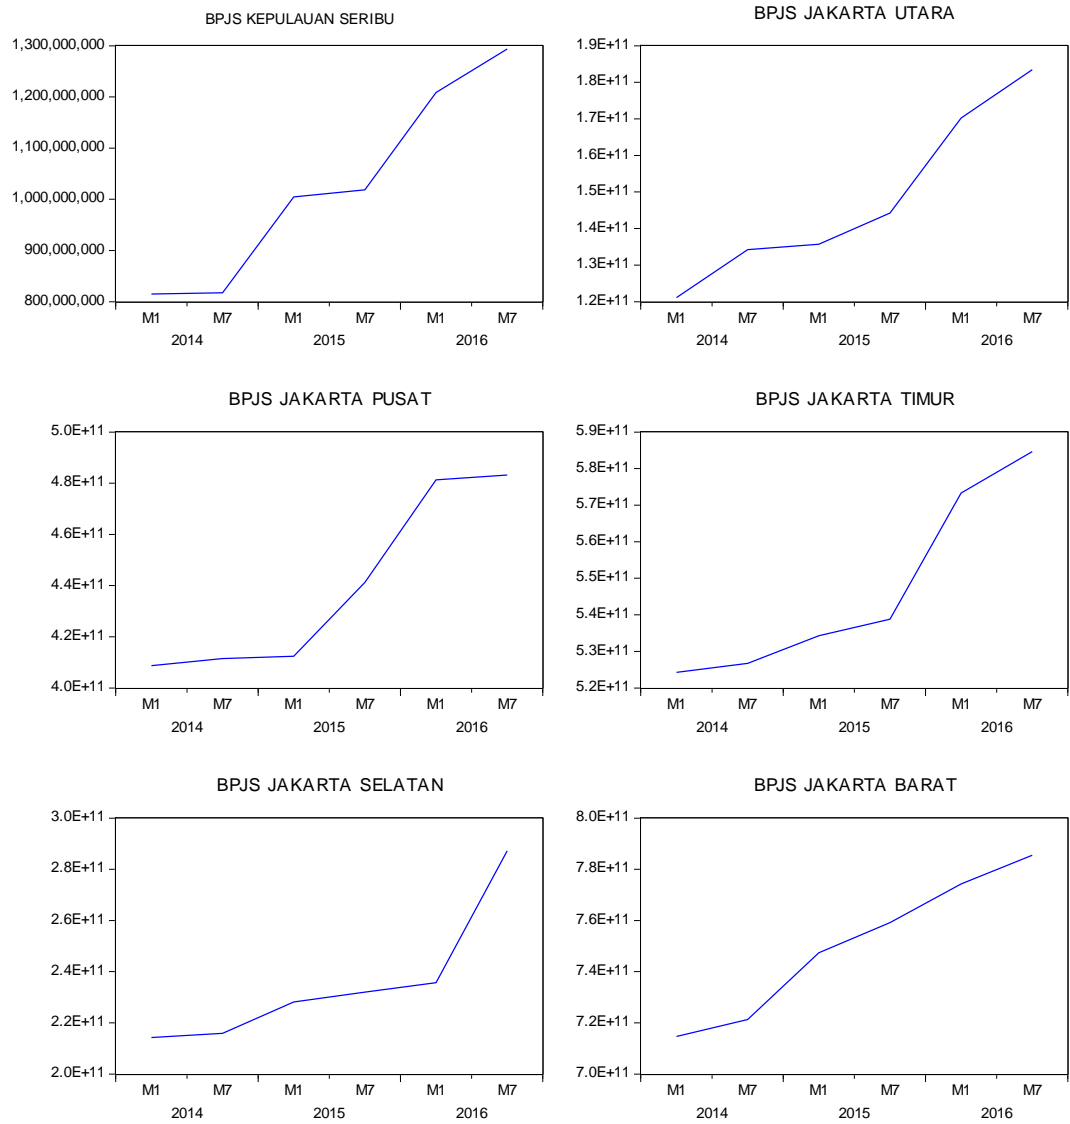 BPJS KEPULAUAN SERIBU
1,300,000,000
1,200,000,000
1,100,000,000
1,000,000,000
900,000,000
800,000,000
M1 M7 M1 M7 M1 M7
2014 2015 2016
BPJS JAKARTA UTARA
1.9E+11
1.8E+11
1.7E+11
1.6E+11
1.5E+11
1.4E+11
1.3E+11
1.2E+11
M1 M7 M1 M7 M1 M7
2014 2015 2016
BPJS JAKARTA PUSAT
5.0E+11
4.8E+11
4.6E+11
4.4E+11
4.2E+11
4.0E+11
M1 M7 M1 M7 M1 M7
2014 2015 2016
BPJS JAKARTA TIMUR
5.9E+11
5.8E+11
5.7E+11
5.6E+11
5.5E+11
5.4E+11
5.3E+11
5.2E+11
M1 M7 M1 M7 M1 M7
2014 2015 2016
BPJS JAKARTA SELATAN
3.0E+11
2.8E+11
2.6E+11
2.4E+11
2.2E+11
2.0E+11
M1 M7 M1 M7 M1 M7
2014 2015 2016
BPJS JAKARTA BARAT
8.0E+11
7.8E+11
7.6E+11
7.4E+11
7.2E+11
7.0E+11
M1 M7 M1 M7 M1 M7
2014 2015 2016